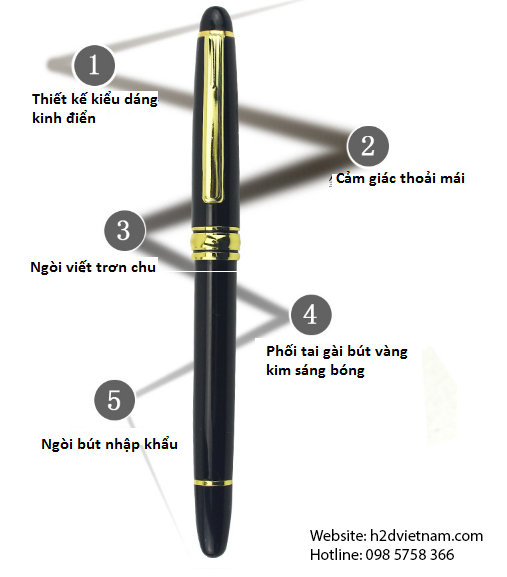 1
Thiết kế kiểu dáng
kinh điển
2
Cảm giác thoải mái
3
Ngòi viết trơn chu
4
Phối tai gài bút vàng
kim sáng bóng
5
Ngòi bút nhập khẩu
Website: h2dvietnam.com
Hotline: 098 5758 366